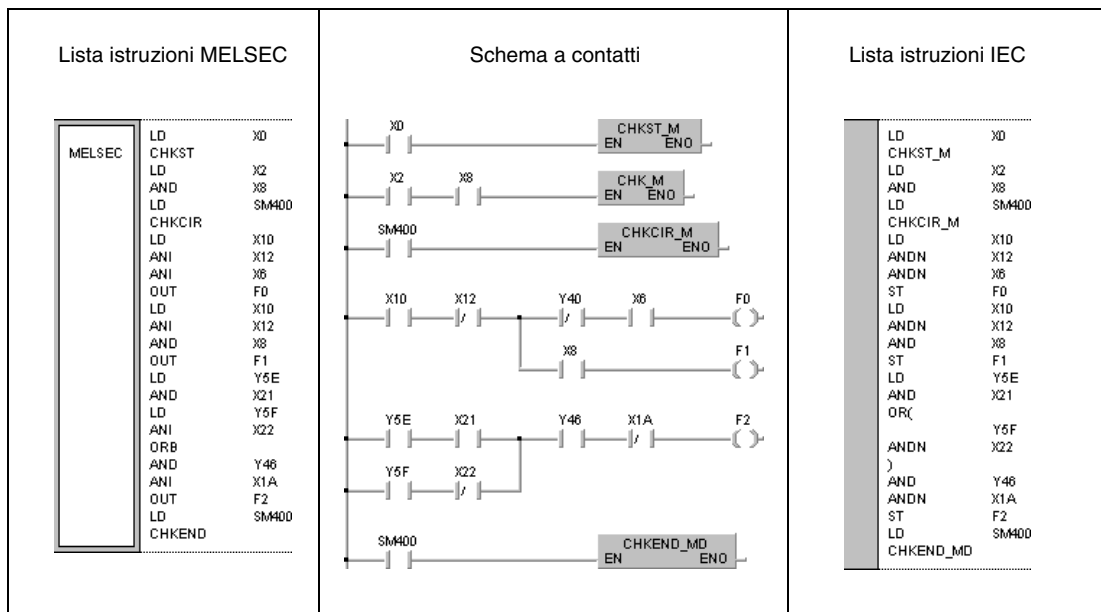 Lista istruzioni MELSEC
MELSEC
LD X0
CHKST
LD X2
AND X8
LD SM400
CHKCIR
LD X10
ANI X12
ANI X6
OUT F0
LD X10
ANI X12
AND X8
OUT F1
LD Y5E
AND X21
LD Y5F
ANI X22
ORB
AND Y46
ANI X1A
OUT F2
LD SM400
CHKEND
Schema a contatti
X0
CHKST_M
EN ENO
X2 X8
CHK_M
EN ENO
SM400
CHKCIR_M
EN ENO
X10 X12 Y40 X6 F0
X8 F1
Y5E X21 Y46 X1A F2
Y5F X22
SM400
CHKEND_MD
EN ENO
Lista istruzioni IEC
LD X0
CHKST_M
LD X2
AND X8
LD SM400
CHKCIR_M
LD X10
ANDN X12
ANDN X6
ST F0
LD X10
ANDN X12
AND X8
ST F1
LD Y5E
AND X21
OR(
Y5F
ANDN X22
)
AND Y46
ANDN X1A
ST F2
LD SM400
CHKEND_MD